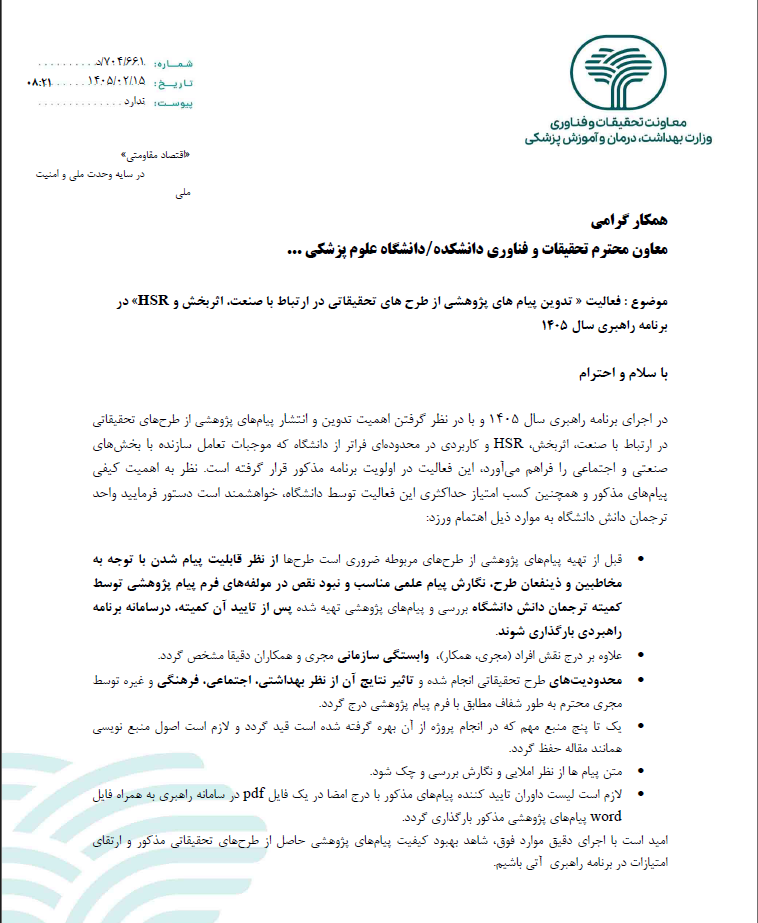 شماره: ۷۰۴/۶۶۱/د
تاریخ: ۱۴۰۵/۰۲/۱۵ ۰۸:۲۱
پیوست: ندارد
معاونت تحقیقات و فناوری
وزارت بهداشت، درمان و آموزش پزشکی
«اقتصاد مقاومتی»
در سایه وحدت ملی و امنیت
ملی
همکار گرامی
معاون محترم تحقیقات و فناوری دانشکده/دانشگاه علوم پزشکی ...
موضوع : فعالیت « تدوین پیام های پژوهشی از طرح های تحقیقاتی در ارتباط با صنعت، اثربخش و HSR» در
برنامه راهبری سال ۱۴۰۵
با سلام و احترام
در اجرای برنامه راهبری سال ۱۴۰۵ و با در نظر گرفتن اهمیت تدوین و انتشار پیام‌های پژوهشی از طرح‌های تحقیقاتی
در ارتباط با صنعت، اثربخش، HSR و کاربردی در محدوده‌ای فراتر از دانشگاه که موجبات تعامل سازنده با بخش‌های
صنعتی و اجتماعی را فراهم می‌آورد، این فعالیت در اولویت برنامه مذکور قرار گرفته است. نظر به اهمیت کیفی
پیام‌های مذکور و همچنین کسب امتیاز حداکثری این فعالیت توسط دانشگاه، خواهشمند است دستور فرمایید واحد
ترجمان دانش دانشگاه به موارد ذیل اهتمام ورزد:
• قبل از تهیه پیام‌های پژوهشی از طرح‌های مربوطه ضروری است طرح‌ها از نظر قابلیت پیام شدن با توجه به
مخاطبین و ذینفعان طرح، نگارش پیام علمی مناسب و نبود نقص در مولفه‌های فرم پیام پژوهشی توسط
کمیته ترجمان دانش دانشگاه بررسی و پیام‌های پژوهشی تهیه شده پس از تایید آن کمیته، درسامانه برنامه
راهبردی بارگذاری شوند.
• علاوه بر درج نقش افراد (مجری، همکار)، وابستگی سازمانی مجری و همکاران دقیقا مشخص گردد.
• محدودیت‌های طرح تحقیقاتی انجام شده و تاثیر نتایج آن از نظر بهداشتی، اجتماعی، فرهنگی و غیره توسط
مجری محترم به طور شفاف مطابق با فرم پیام پژوهشی درج گردد.
• یک تا پنج منبع مهم که در انجام پروژه از آن بهره گرفته شده است قید گردد و لازم است اصول منبع نویسی
همانند مقاله حفظ گردد.
• متن پیام ها از نظر املایی و نگارش بررسی و چک شود.
• لازم است لیست داوران تایید کننده پیام‌های مذکور با درج امضا در یک فایل pdf در سامانه راهبری به همراه فایل
word پیام‌های پژوهشی مذکور بارگذاری گردد.
امید است با اجرای دقیق موارد فوق، شاهد بهبود کیفیت پیام‌های پژوهشی حاصل از طرح‌های تحقیقاتی مذکور و ارتقای
امتیازات در برنامه راهبری آتی باشیم.